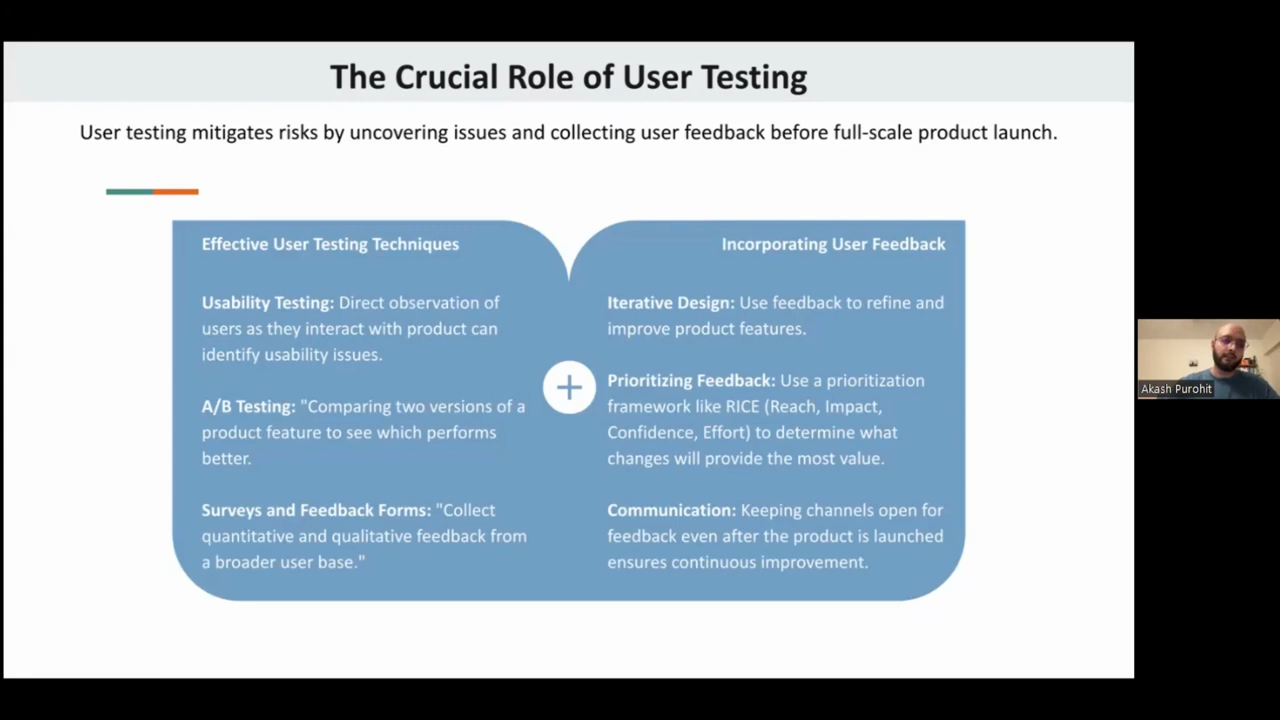 The Crucial Role of User Testing
User testing mitigates risks by uncovering issues and collecting user feedback before full-scale product launch.
Effective User Testing Techniques
Usability Testing: Direct observation of
users as they interact with product can
identify usability issues.
A/B Testing: "Comparing two versions of a
product feature to see which performs
better.
Surveys and Feedback Forms: "Collect
quantitative and qualitative feedback from
a broader user base."
Incorporating User Feedback
Iterative Design: Use feedback to refine and
improve product features.
Prioritizing Feedback: Use a prioritization
framework like RICE (Reach, Impact,
Confidence, Effort) to determine what
changes will provide the most value.
Communication: Keeping channels open for
feedback even after the product is launched
ensures continuous improvement.
Akash Purohit